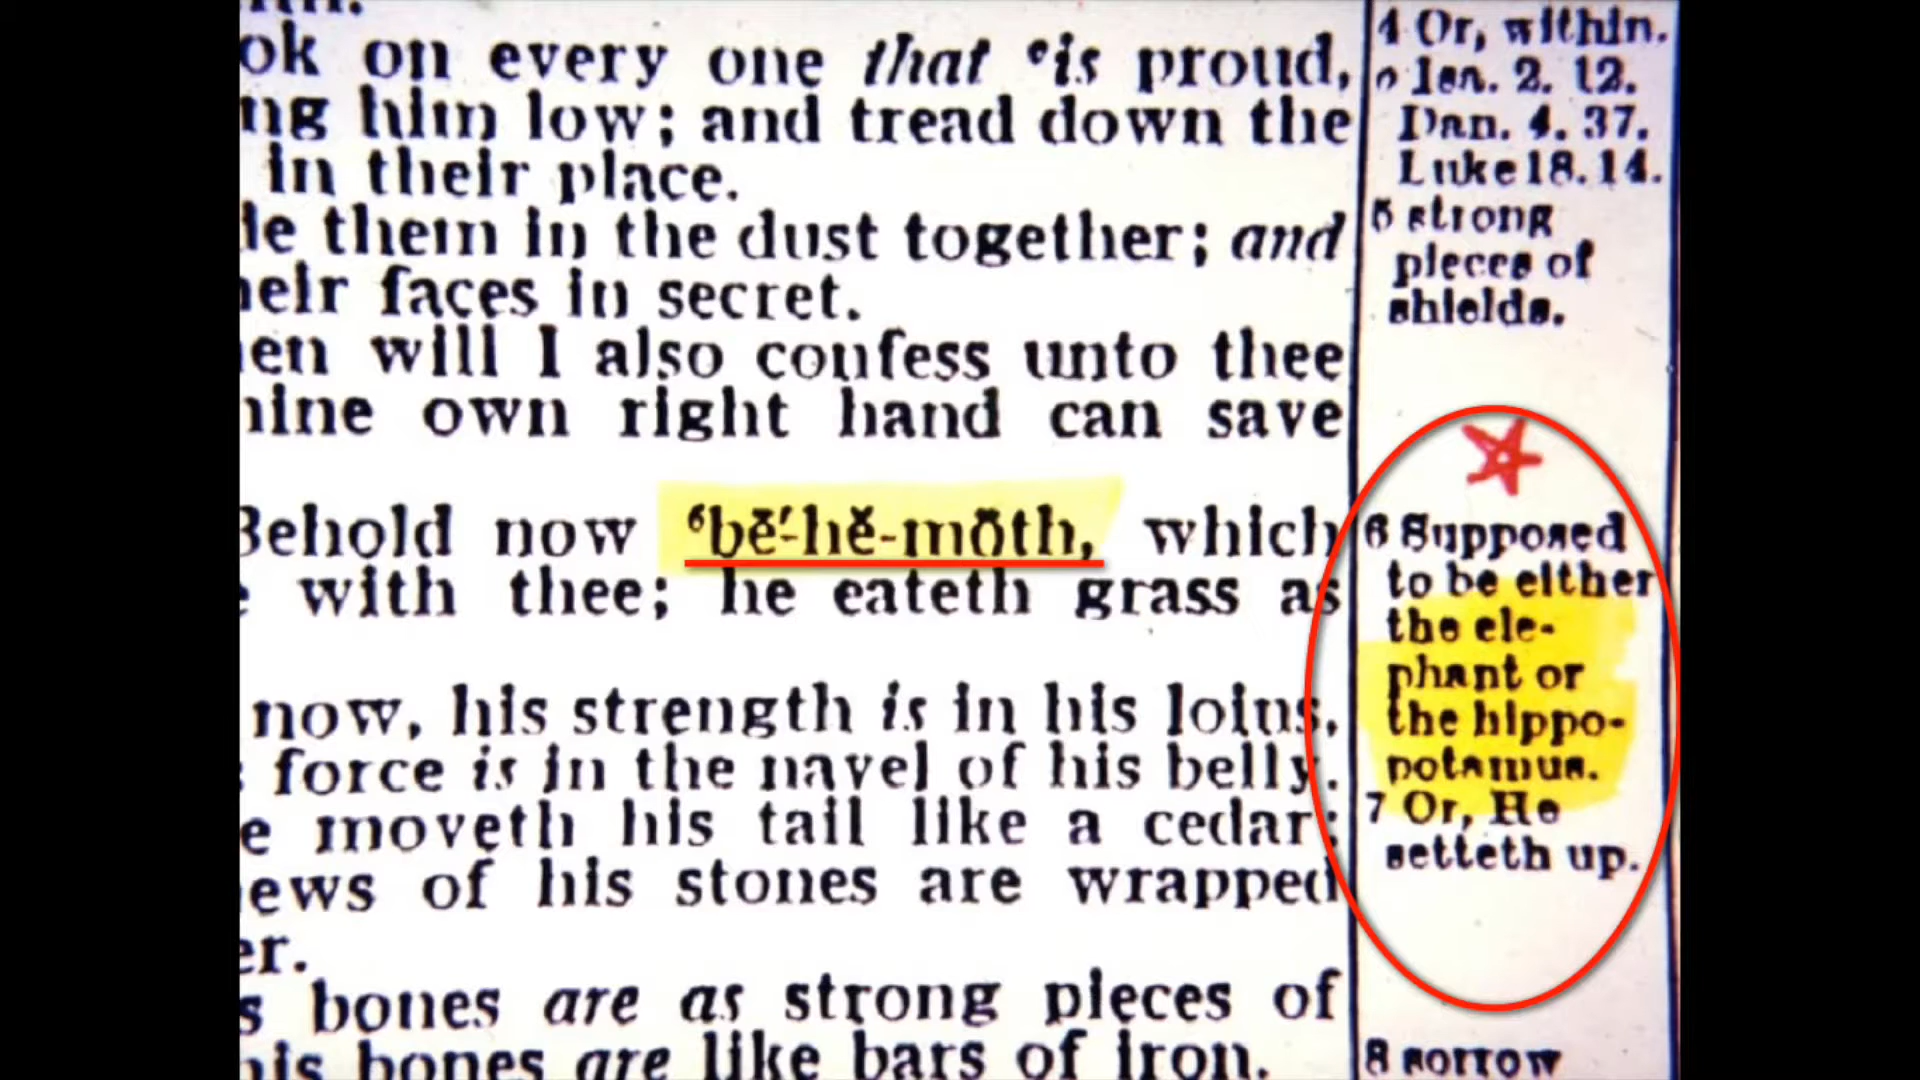 ok on every one that is proud,
ng him low; and tread down the
in their place.
de them in the dust together; and
heir faces in secret.
en will I also confess unto thee
hine own right hand can save
Behold now ⁶bē´-hĕ-mŏth, which
e with thee; he eateth grass as
now, his strength is in his loins,
force is in the navel of his belly.
e moveth his tail like a cedar:
ews of his stones are wrapped
er.
s bones are as strong pieces of
his bones are like bars of iron.
4 Or, within.
Isa. 2. 12.
Dan. 4. 37.
Luke 18. 14.
5 strong
pieces of
shields.
6 Supposed
to be either
the ele-
phant or
the hippo-
potamus.
7 Or, He
setteth up.
8 sorrow